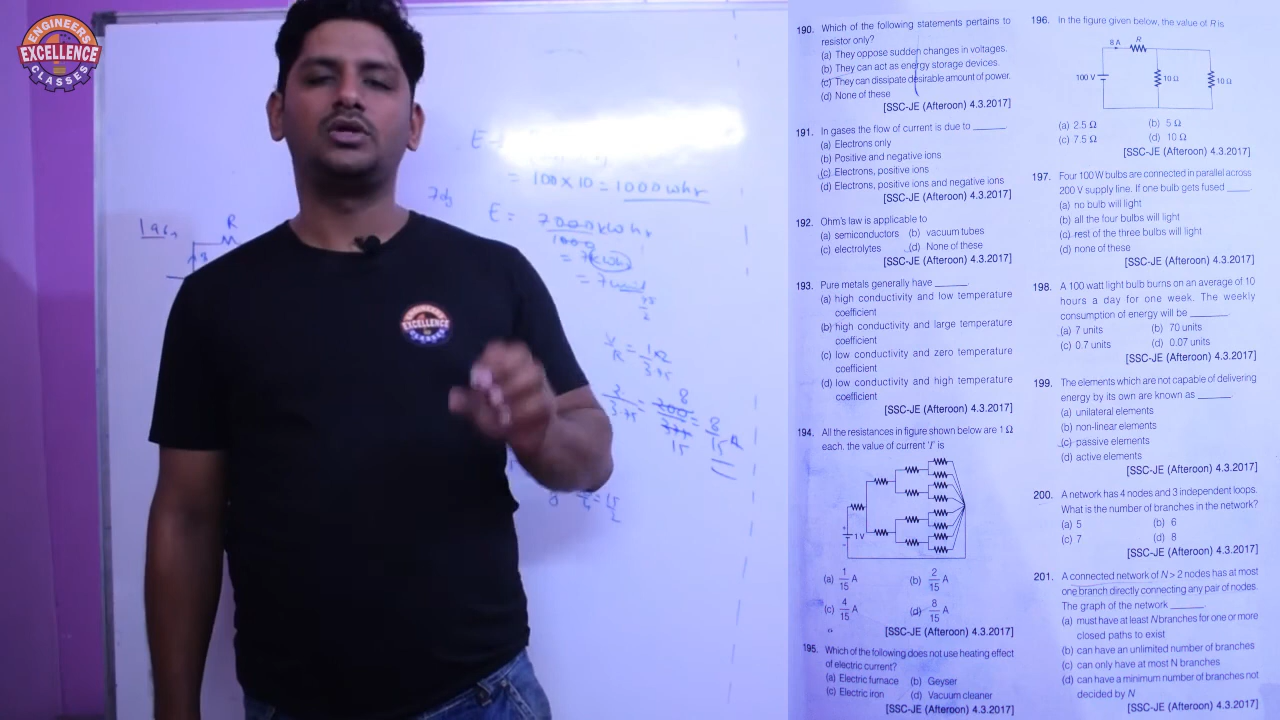 ENGINEERS
EXCELLENCE
CLASSES
R
= 100 × 10 = 1000 whr
E =
= 7 unit
EXCELLENCE
190. Which of the following statements pertains to
resistor only?
(a) They oppose sudden changes in voltages.
(b) They can act as energy storage devices.
(c) They can dissipate desirable amount of power.
(d) None of these
[SSC-JE (Afteroon) 4.3.2017]
191. In gases the flow of current is due to ______
(a) Electrons only
(b) Positive and negative ions
(c) Electrons, positive ions
(d) Electrons, positive ions and negative ions
[SSC-JE (Afteroon) 4.3.2017]
192. Ohm's law is applicable to
(a) semiconductors (b) vacuum tubes
(c) electrolytes (d) None of these
[SSC-JE (Afteroon) 4.3.2017]
193. Pure metals generally have ______.
(a) high conductivity and low temperature
coefficient
(b) high conductivity and large temperature
coefficient
(c) low conductivity and zero temperature
coefficient
(d) low conductivity and high temperature
coefficient
[SSC-JE (Afteroon) 4.3.2017]
194. All the resistances in figure shown below are 1 Ω
each. the value of current 'I' is
1 V
(a) 1/15 A (b) 2/15 A
(c) 4/15 A (d) 8/15 A
[SSC-JE (Afteroon) 4.3.2017]
195. Which of the following does not use heating effect
of electric current?
(a) Electric furnace (b) Geyser
(c) Electric iron (d) Vacuum cleaner
[SSC-JE (Afteroon) 4.3.2017]
196. In the figure given below, the value of R is
8 A R
100 V 10 Ω 10 Ω
(a) 2.5 Ω (b) 5 Ω
(c) 7.5 Ω (d) 10 Ω
[SSC-JE (Afteroon) 4.3.2017]
197. Four 100 W bulbs are connected in parallel across
200 V supply line. If one bulb gets fused ____.
(a) no bulb will light
(b) all the four bulbs will light
(c) rest of the three bulbs will light
(d) none of these
[SSC-JE (Afteroon) 4.3.2017]
198. A 100 watt light bulb burns on an average of 10
hours a day for one week. The weekly
consumption of energy will be ______
(a) 7 units (b) 70 units
(c) 0.7 units (d) 0.07 units
[SSC-JE (Afteroon) 4.3.2017]
199. The elements which are not capable of delivering
energy by its own are known as ______
(a) unilateral elements
(b) non-linear elements
(c) passive elements
(d) active elements
[SSC-JE (Afteroon) 4.3.2017]
200. A network has 4 nodes and 3 independent loops.
What is the number of branches in the network?
(a) 5 (b) 6
(c) 7 (d) 8
[SSC-JE (Afteroon) 4.3.2017]
201. A connected network of N > 2 nodes has at most
one branch directly connecting any pair of nodes.
The graph of the network ______
(a) must have at least N branches for one or more
closed paths to exist
(b) can have an unlimited number of branches
(c) can only have at most N branches
(d) can have a minimum number of branches not
decided by N
[SSC-JE (Afteroon) 4.3.2017]